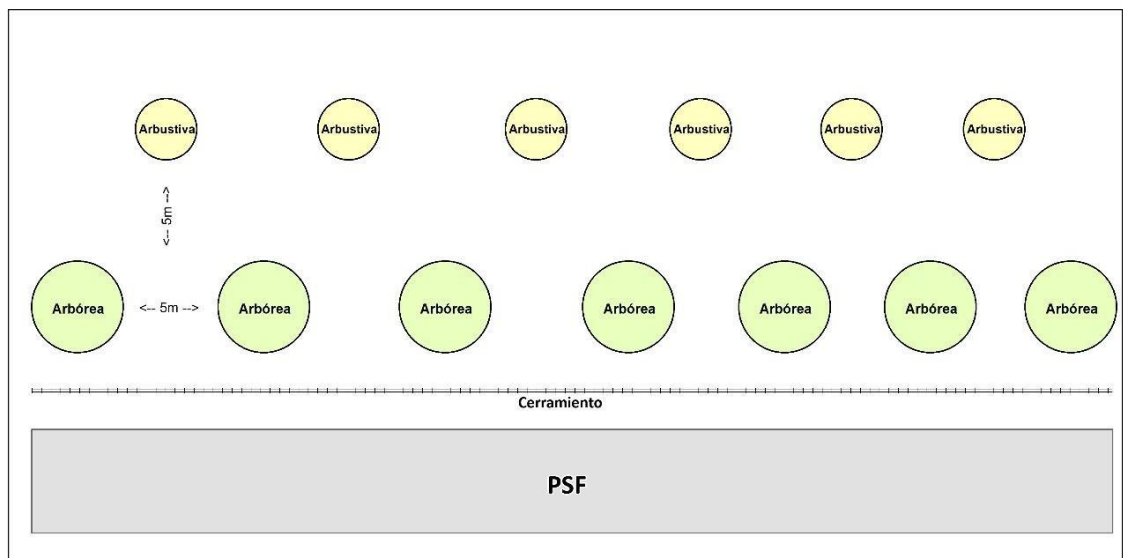 Arbustiva Arbustiva Arbustiva Arbustiva Arbustiva Arbustiva
<-- 5m -->
Arbórea <-- 5m --> Arbórea Arbórea Arbórea Arbórea Arbórea Arbórea
Cerramiento
PSF